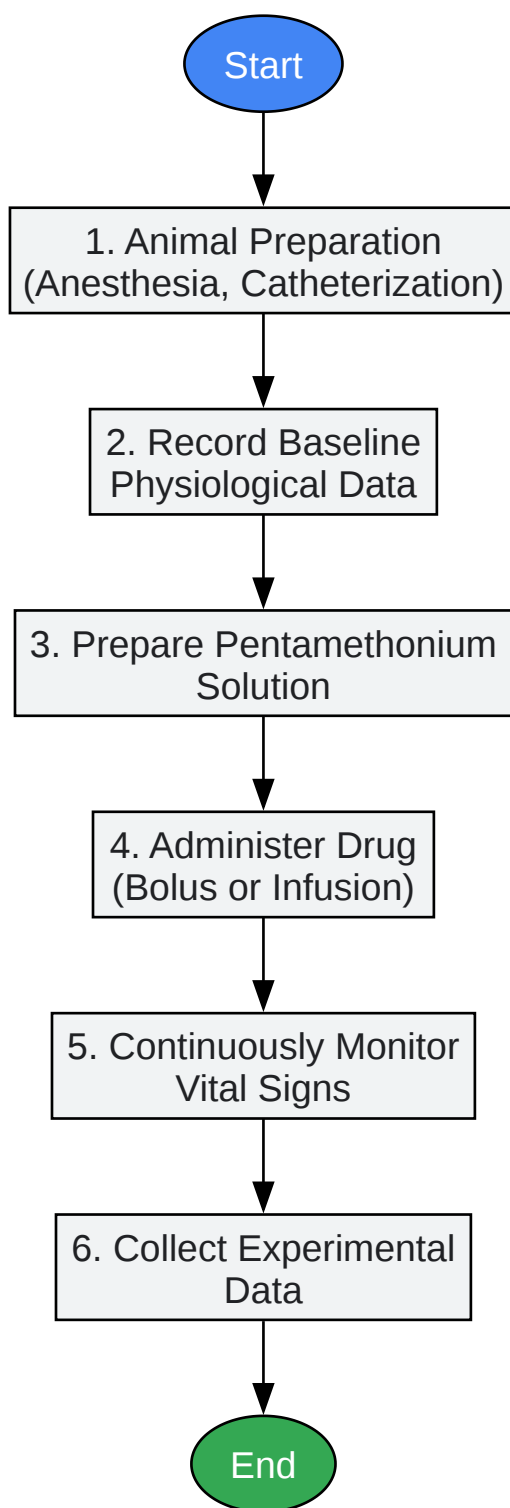 Start
1. Animal Preparation
(Anesthesia, Catheterization)
2. Record Baseline
Physiological Data
3. Prepare Pentamethonium
Solution
4. Administer Drug
(Bolus or Infusion)
5. Continuously Monitor
Vital Signs
6. Collect Experimental
Data
End